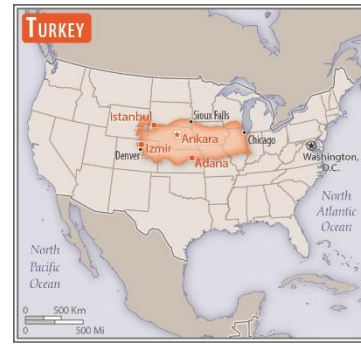 TURKEY
Istanbul
Sioux Falls
Ankara
Chicago
Izmir
Denver
Adana
Washington,
D.C.
North
Pacific
Ocean
North
Atlantic
Ocean
0 500 Km
0 500 Mi